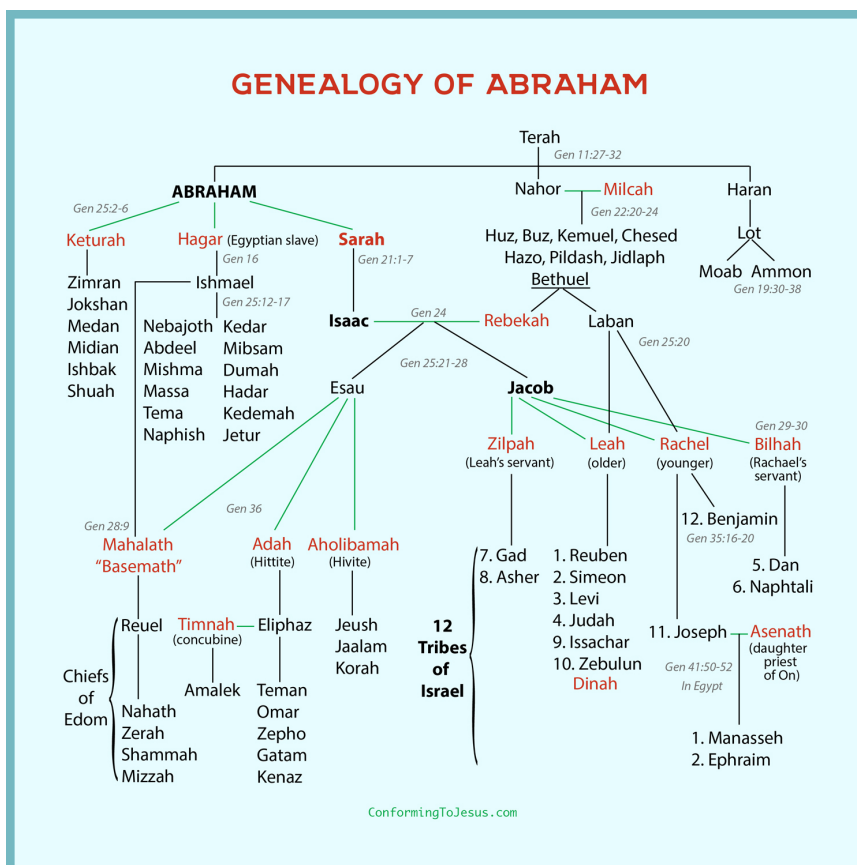 GENEALOGY OF ABRAHAM
Terah
Gen 11:27-32
ABRAHAM
Nahor
Milcah
Haran
Gen 25:2-6
Gen 22:20-24
Keturah
Hagar (Egyptian slave)
Sarah
Huz, Buz, Kemuel, Chesed
Hazo, Pildash, Jidlaph
Bethuel
Lot
Gen 16
Gen 21:1-7
Moab Ammon
Gen 19:30-38
Zimran
Jokshan
Medan
Midian
Ishbak
Shuah
Ishmael
Gen 25:12-17
Nebajoth
Abdeel
Mishma
Massa
Tema
Naphish
Kedar
Mibsam
Dumah
Hadar
Kedemah
Jetur
Isaac
Gen 24
Rebekah
Laban
Gen 25:20
Gen 25:21-28
Esau
Jacob
Gen 29-30
Zilpah
(Leah's servant)
Leah
(older)
Rachel
(younger)
Bilhah
(Rachael's
servant)
Gen 28:9
Gen 36
Mahalath
"Basemath"
Adah
(Hittite)
Aholibamah
(Hivite)
12. Benjamin
Gen 35:16-20
7. Gad
8. Asher
1. Reuben
2. Simeon
3. Levi
4. Judah
9. Issachar
10. Zebulun
Dinah
5. Dan
6. Naphtali
Reuel
Timnah
(concubine)
Eliphaz
Jeush
Jaalam
Korah
12
Tribes
of
Israel
11. Joseph
Asenath
(daughter
priest
of On)
Gen 41:50-52
In Egypt
Chiefs
of
Edom
Amalek
Nahath
Zerah
Shammah
Mizzah
Teman
Omar
Zepho
Gatam
Kenaz
1. Manasseh
2. Ephraim
ConformingToJesus.com